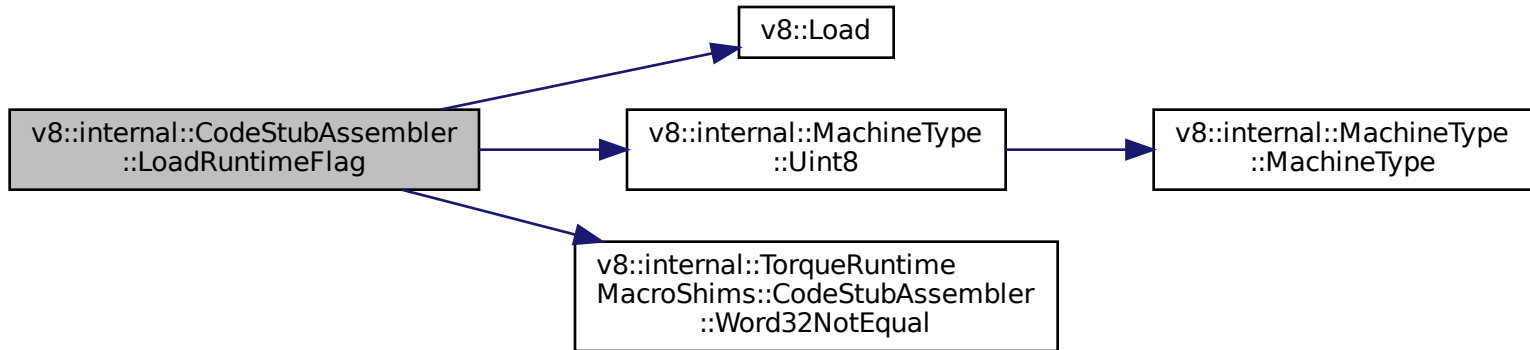 v8::Load
v8::internal::CodeStubAssembler
::LoadRuntimeFlag
v8::internal::MachineType
::Uint8
v8::internal::MachineType
::MachineType
v8::internal::TorqueRuntime
MacroShims::CodeStubAssembler
::Word32NotEqual